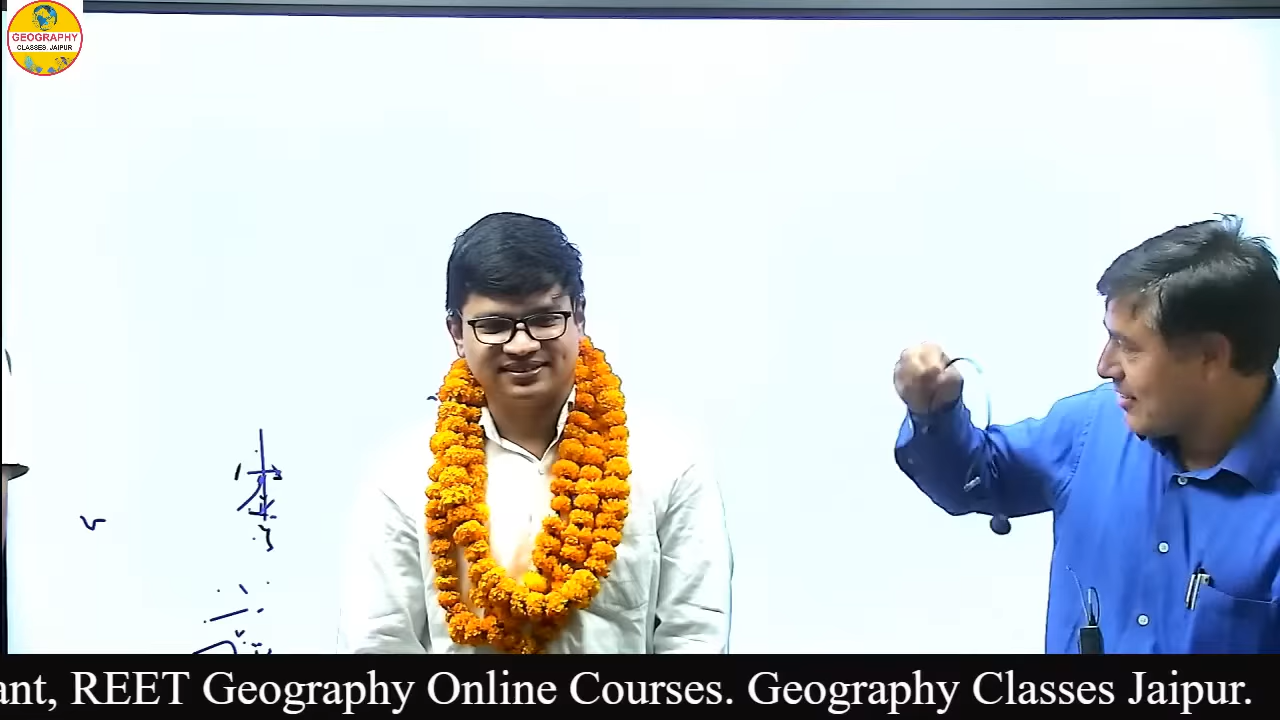 GEOGRAPHY
CLASSES. JAIPUR
ant, REET Geography Online Courses. Geography Classes Jaipur.